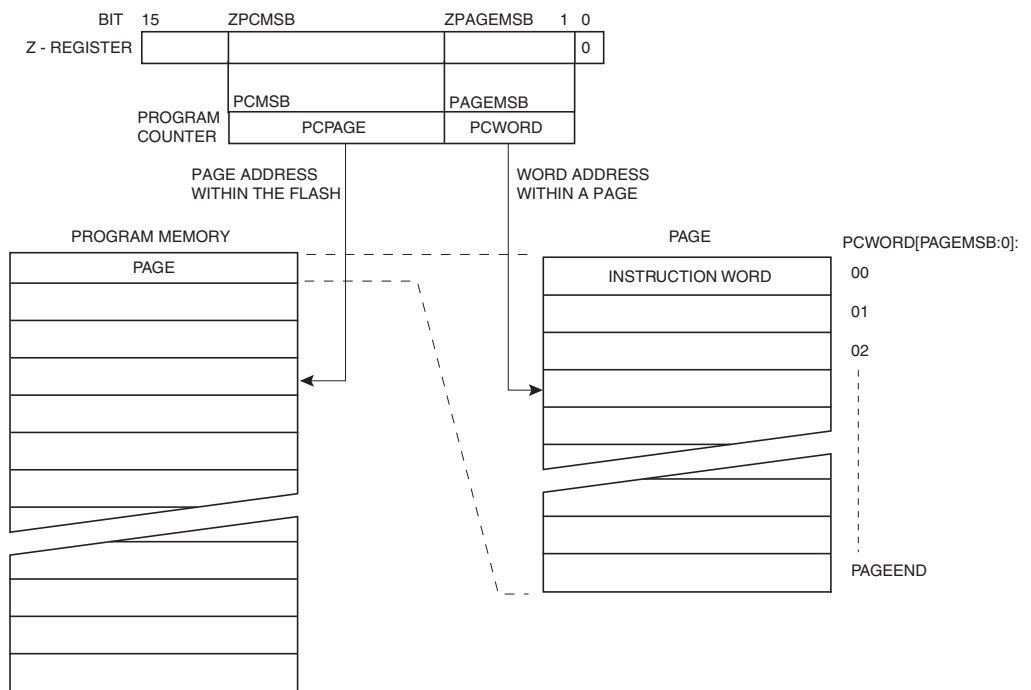 BIT 15 ZPCMSB ZPAGEMSB 1 0
Z - REGISTER 0
PCMSB PAGEMSB
PROGRAM
COUNTER
PCPAGE PCWORD
PAGE ADDRESS
WITHIN THE FLASH
WORD ADDRESS
WITHIN A PAGE
PROGRAM MEMORY
PAGE
PAGE
PCWORD[PAGEMSB:0]:
INSTRUCTION WORD
00
01
02
PAGEEND